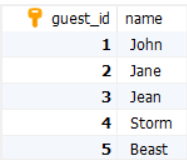 guest_id name
1 John
2 Jane
3 Jean
4 Storm
5 Beast